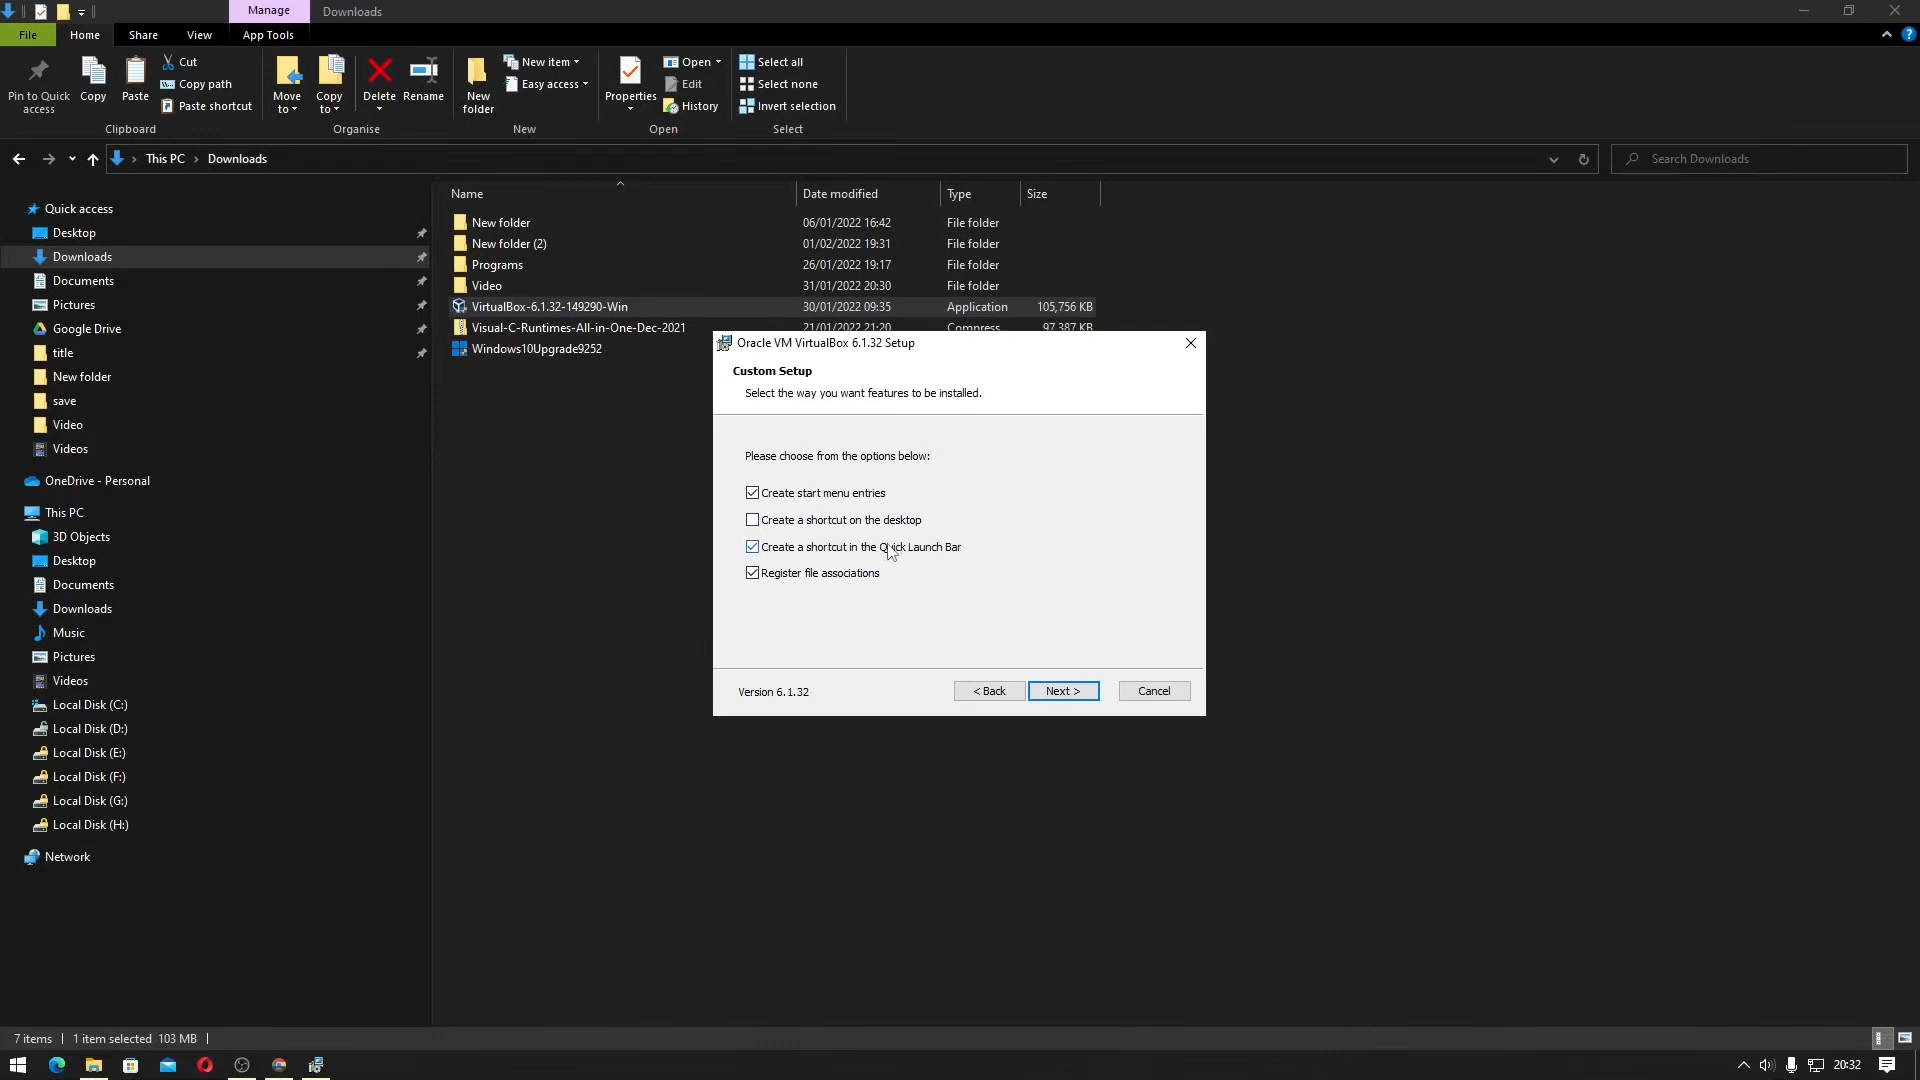 Manage
Downloads
File
Home
Share
View
App Tools
Pin to Quick access
Copy
Paste
Cut
Copy path
Paste shortcut
Clipboard
Move to
Copy to
Delete
Rename
Organise
New folder
New item
Easy access
New
Properties
Open
Edit
History
Open
Select all
Select none
Invert selection
Select
This PC
Downloads
Search Downloads
Quick access
Desktop
Downloads
Documents
Pictures
Google Drive
title
New folder
save
Video
Videos
OneDrive - Personal
This PC
3D Objects
Desktop
Documents
Downloads
Music
Pictures
Videos
Local Disk (C:)
Local Disk (D:)
Local Disk (E:)
Local Disk (F:)
Local Disk (G:)
Local Disk (H:)
Network
Name Date modified Type Size
New folder 06/01/2022 16:42 File folder
New folder (2) 01/02/2022 19:31 File folder
Programs 26/01/2022 19:17 File folder
Video 31/01/2022 20:30 File folder
VirtualBox-6.1.32-149290-Win 30/01/2022 09:35 Application 105,756 KB
Visual-C-Runtimes-All-in-One-Dec-2021 21/01/2022 21:20 Compress 97,387 KB
Windows10Upgrade9252
Oracle VM VirtualBox 6.1.32 Setup
Custom Setup
Select the way you want features to be installed.
Please choose from the options below:
Create start menu entries
Create a shortcut on the desktop
Create a shortcut in the Quick Launch Bar
Register file associations
Version 6.1.32
< Back
Next >
Cancel
7 items
1 item selected 103 MB
20:32